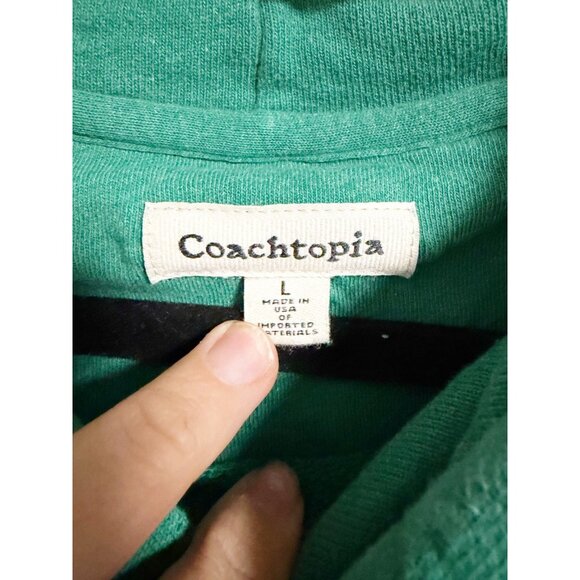 Coachtopia
L
MADE IN
USA
OF
IMPORTED
MATERIALS